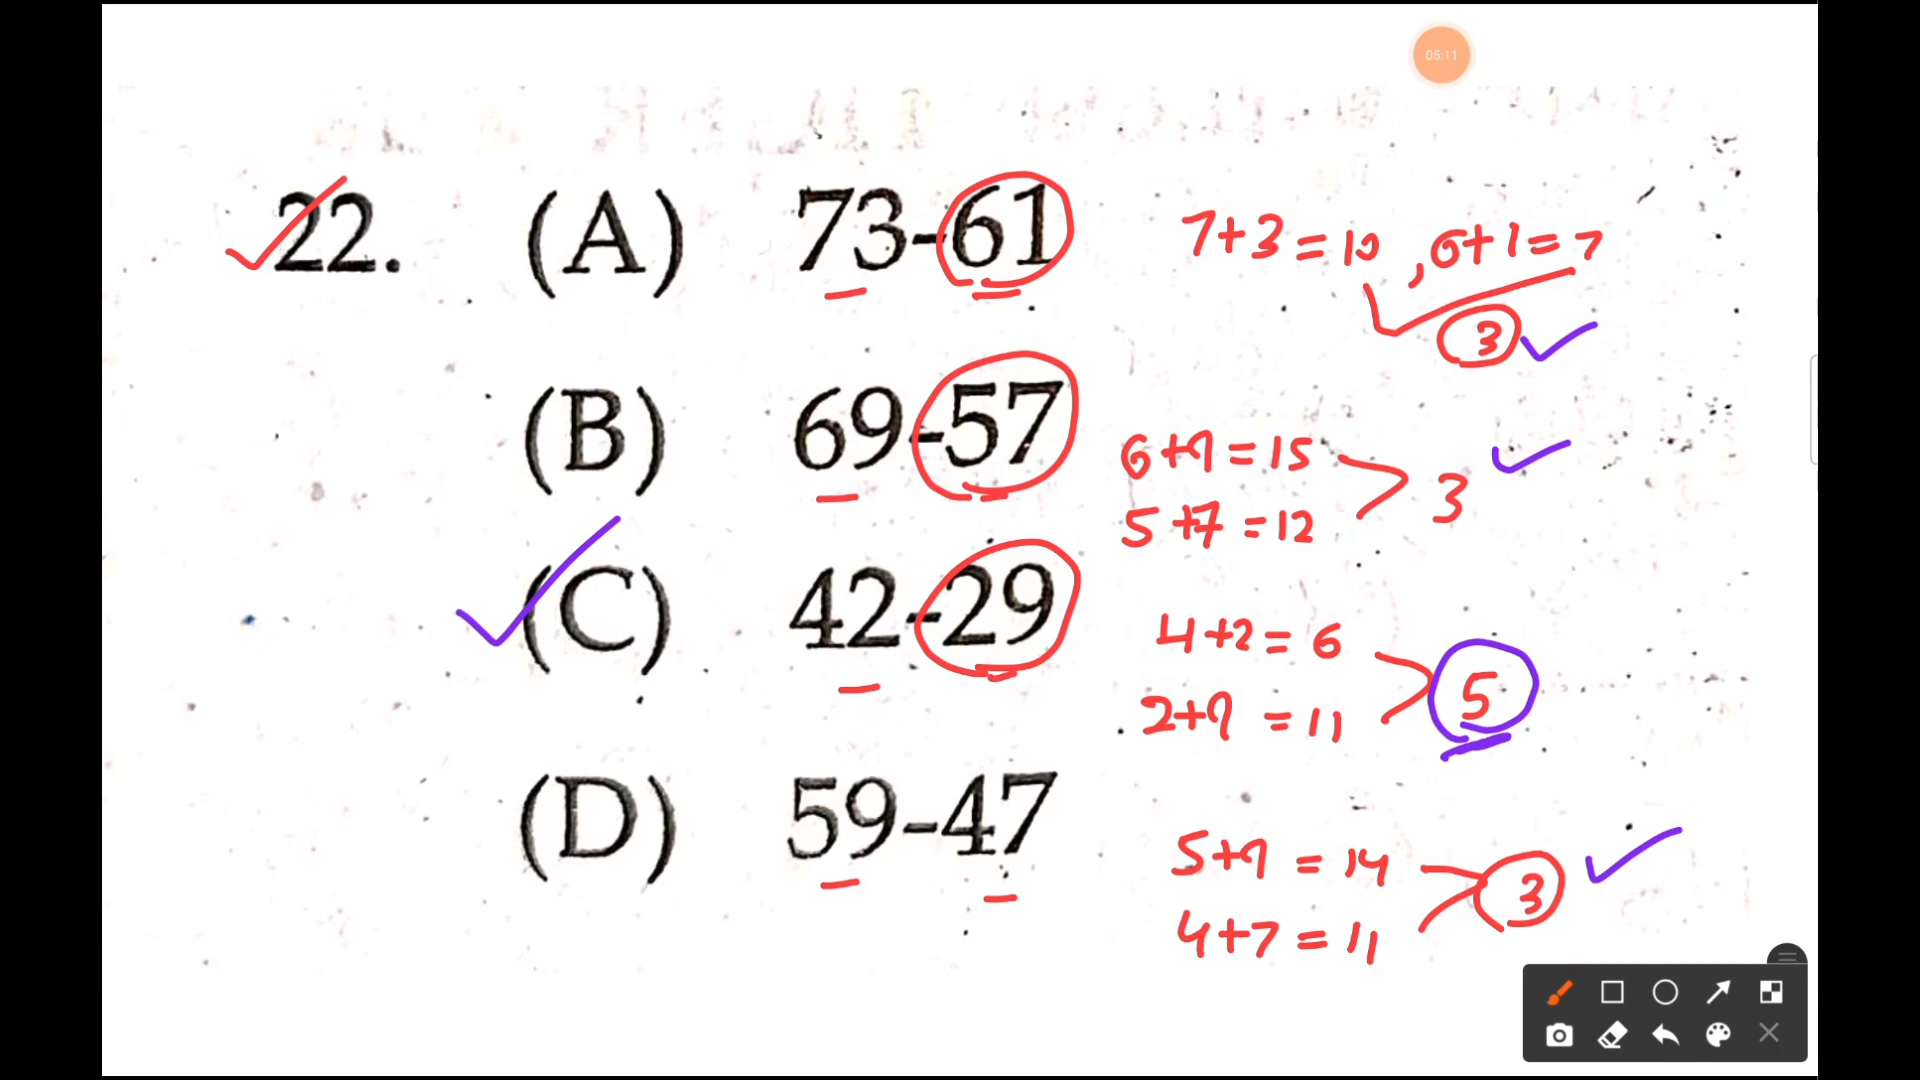 05:11
22. (A) 73-61 7+3=10, 6+1=7
3
(B) 69-57 6+9=15
5+7=12 3
(C) 42-29 4+2=6
2+9=11 5
(D) 59-47 5+9=14
4+7=11 3